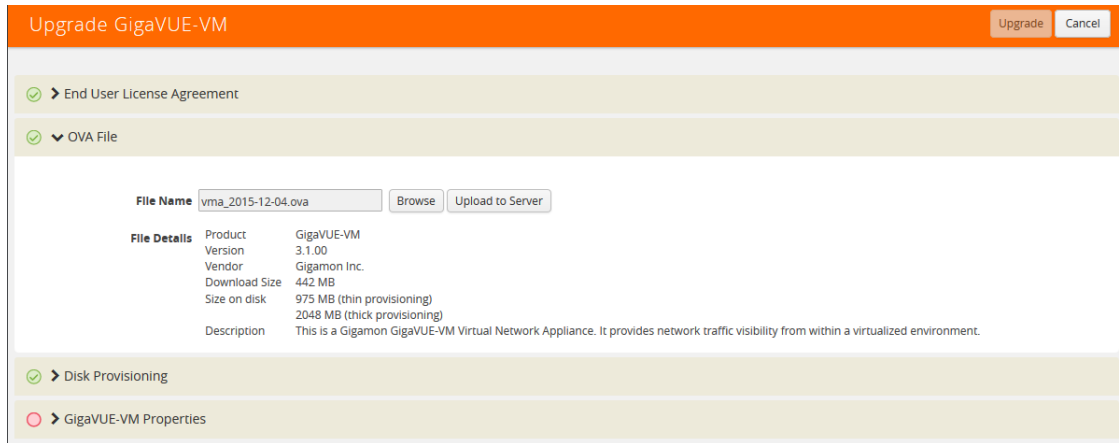 Upgrade GigaVUE-VM
Upgrade
Cancel
End User License Agreement
OVA File
File Name vma_2015-12-04.ova Browse Upload to Server
File Details Product GigaVUE-VM
Version 3.1.00
Vendor Gigamon Inc.
Download Size 442 MB
Size on disk 975 MB (thin provisioning)
2048 MB (thick provisioning)
Description This is a Gigamon GigaVUE-VM Virtual Network Appliance. It provides network traffic visibility from within a virtualized environment.
Disk Provisioning
GigaVUE-VM Properties